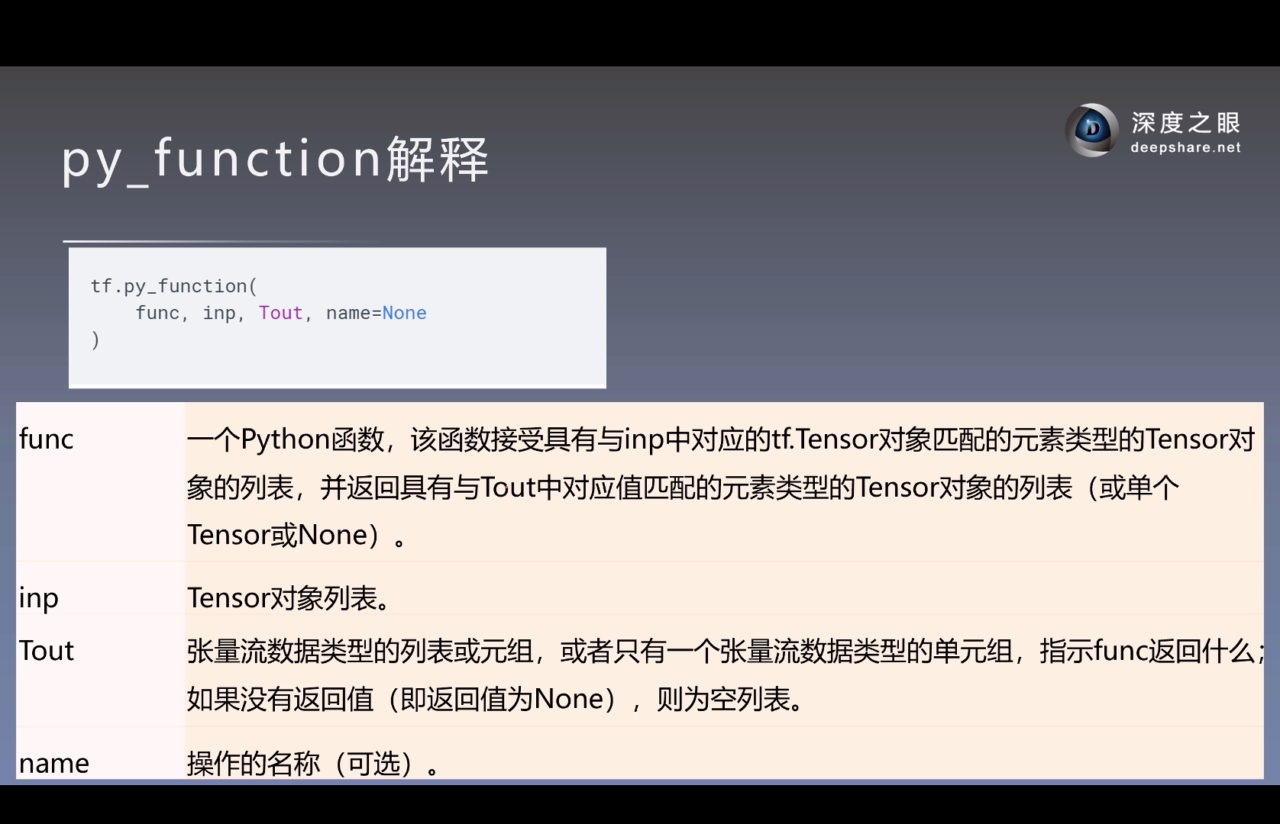 深度之眼
deepshare.net
py_function解释
tf.py_function(
func, inp, Tout, name=None
)
func
一个Python函数，该函数接受具有与inp中对应的tf.Tensor对象匹配的元素类型的Tensor对
象的列表，并返回具有与Tout中对应值匹配的元素类型的Tensor对象的列表（或单个
Tensor或None）。
inp
Tensor对象列表。
Tout
张量流数据类型的列表或元组，或者只有一个张量流数据类型的单元组，指示func返回什么；
如果没有返回值（即返回值为None），则为空列表。
name
操作的名称（可选）。